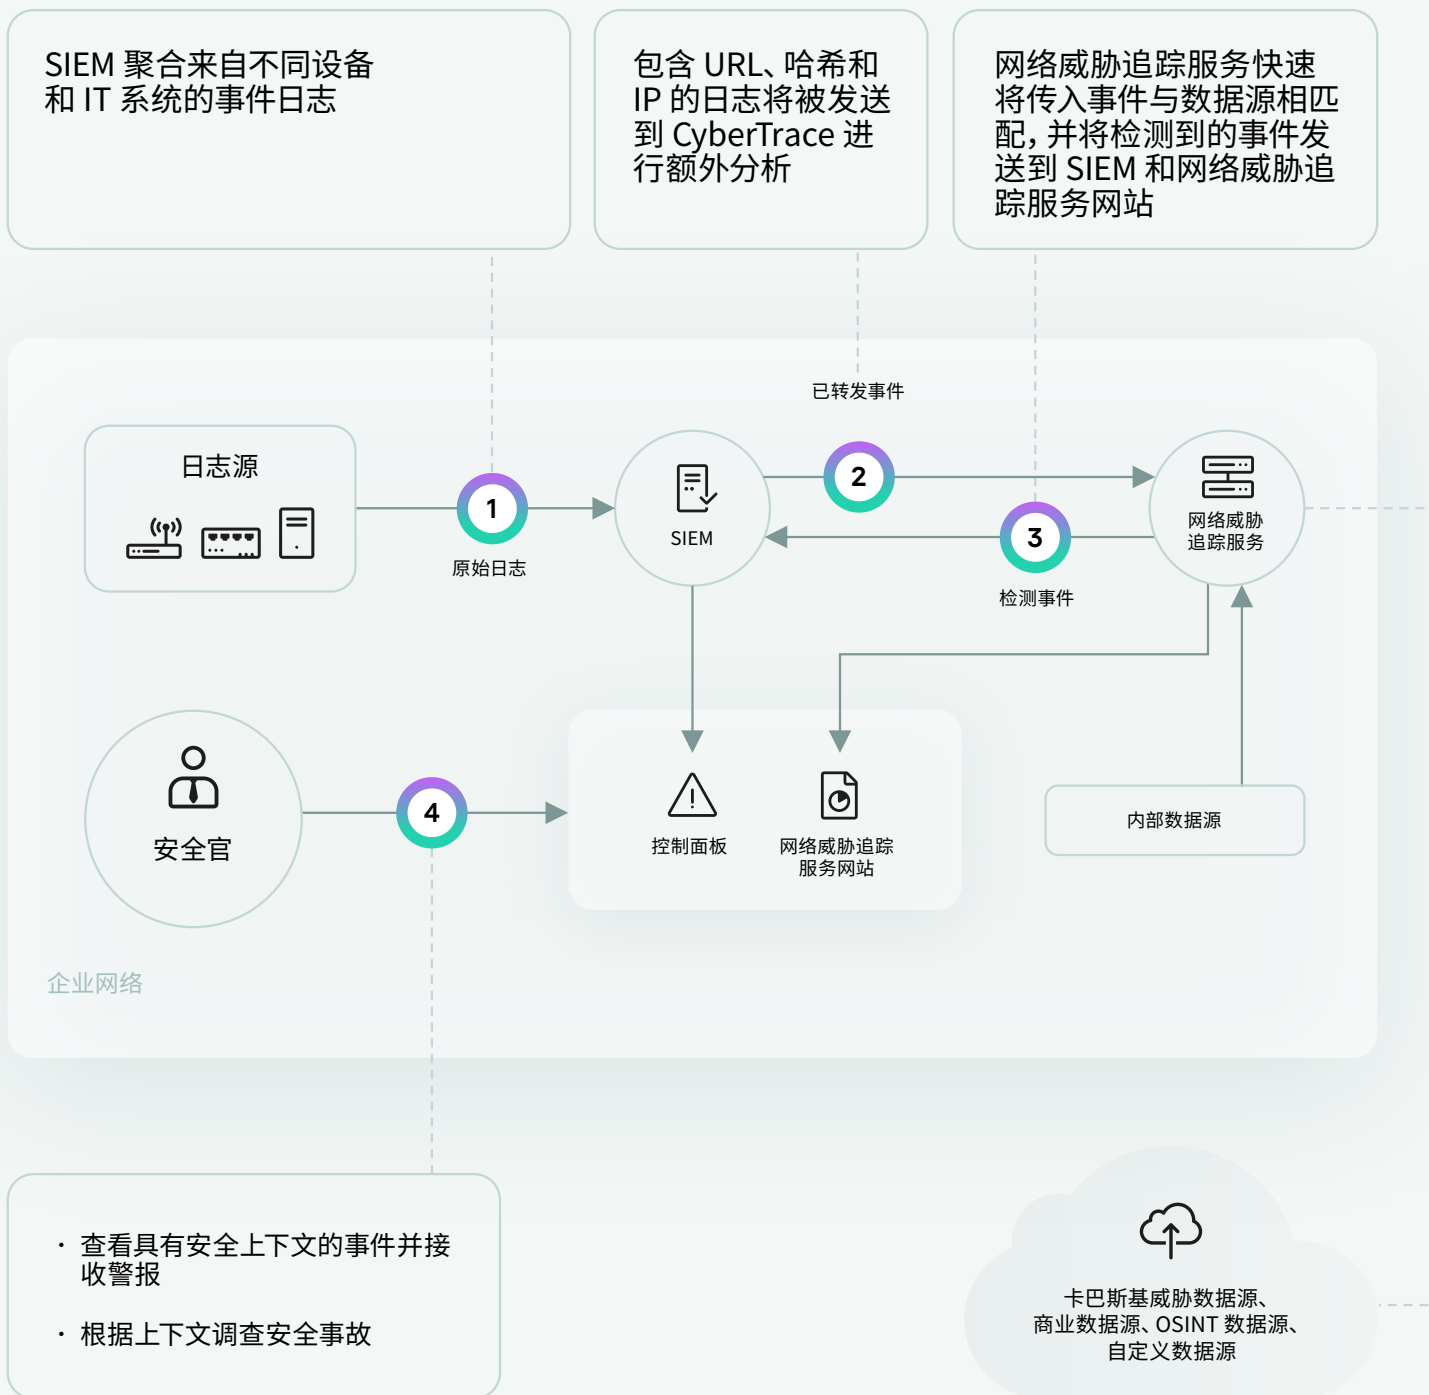 SIEM 聚合来自不同设备
和 IT 系统的事件日志
包含 URL、哈希和
IP 的日志将被发送
到 CyberTrace 进
行额外分析
网络威胁追踪服务快速
将传入事件与数据源相匹
配，并将检测到的事件发
送到 SIEM 和网络威胁追
踪服务网站
已转发事件
日志源
1
原始日志
SIEM
2
3
检测事件
网络威胁
追踪服务
安全官
4
控制面板
网络威胁追踪
服务网站
内部数据源
企业网络
· 查看具有安全上下文的事件并接
收警报
· 根据上下文调查安全事故
卡巴斯基威胁数据源、
商业数据源、OSINT 数据源、
自定义数据源